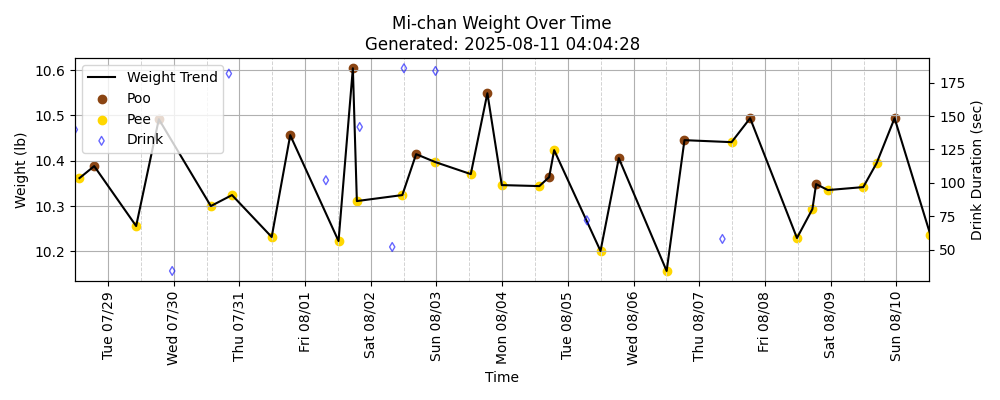 Mi-chan Weight Over Time
Generated: 2025-08-11 04:04:28
Weight (lb)
10.6
10.5
10.4
10.3
10.2
Weight Trend
Poo
Pee
Drink
175
150
125
100
75
50
Drink Duration (sec)
Tue 07/29
Wed 07/30
Thu 07/31
Fri 08/01
Sat 08/02
Sun 08/03
Mon 08/04
Tue 08/05
Wed 08/06
Thu 08/07
Fri 08/08
Sat 08/09
Sun 08/10
Time